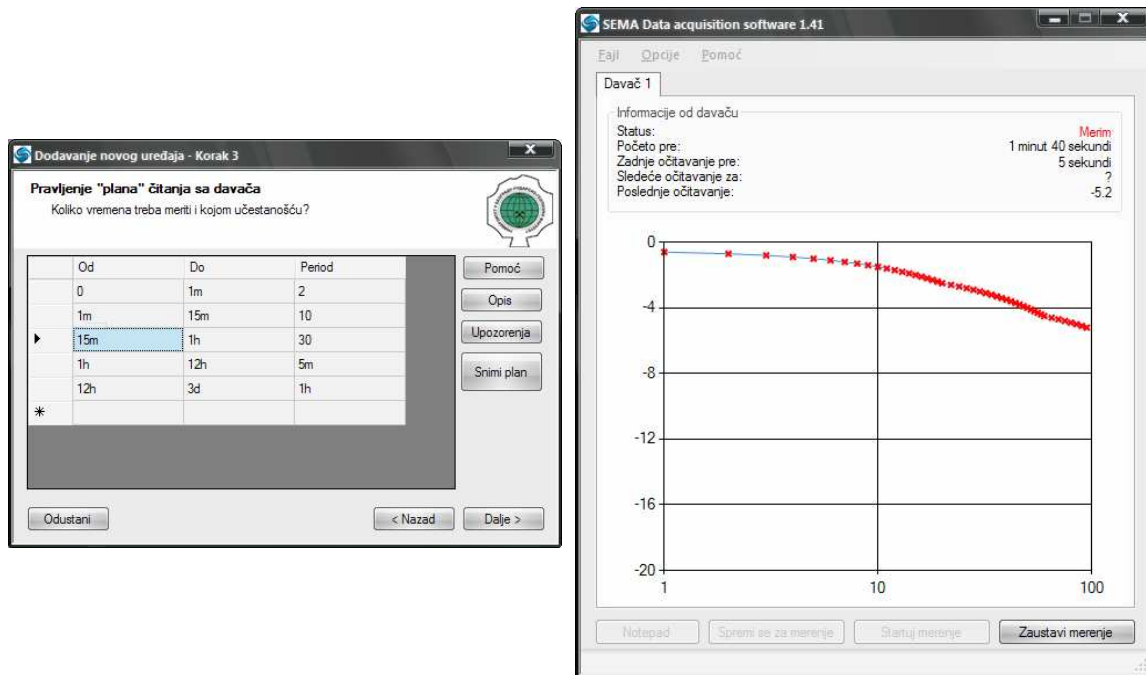 Dodavanje novog uređaja - Korak 3
Pravljenje "plana" čitanja sa davača
Koliko vremena treba meriti i kojom učestanošću?
Od Do Period
0 1m 2
1m 15m 10
15m 1h 30
1h 12h 5m
12h 3d 1h
Pomoć
Opis
Upozorenja
Snimi plan
Odustani
< Nazad
Dalje >
SEMA Data acquisition software 1.41
Fajl Opcije Pomoć
Davač 1
Informacije od davaču
Status: Merim
Početo pre: 1 minut 40 sekundi
Zadnje očitavanje pre: 5 sekundi
Sledeće očitavanje za: ?
Poslednje očitavanje: -5.2
0
-4
-8
-12
-16
-20
1 10 100
Notepad
Spremi se za merenje
Startuj merenje
Zaustavi merenje